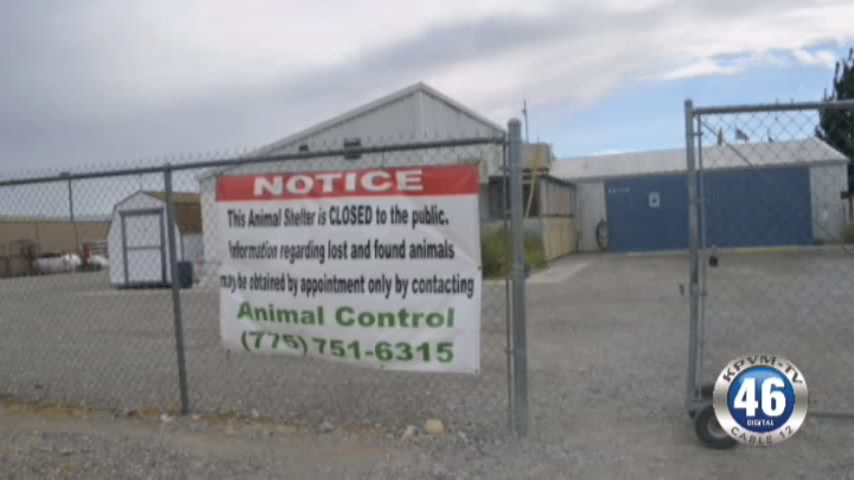 NOTICE
This Animal Shelter is CLOSED to the public.
Information regarding lost and found animals
may be obtained by appointment only by contacting
Animal Control
(775) 751-6315
KPVM-TV
46
DIGITAL
CABLE 12